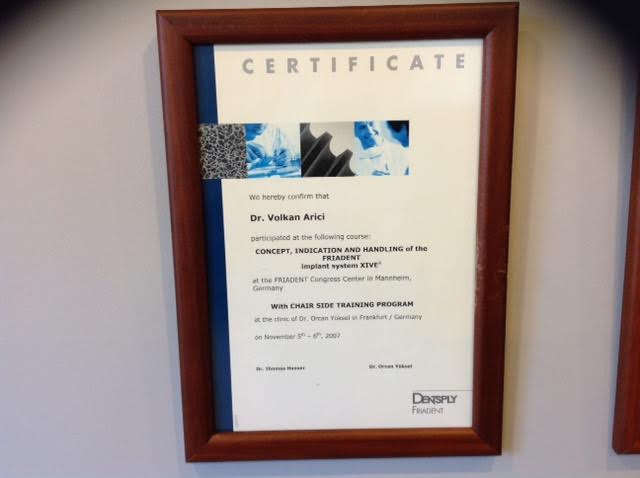 CERTIFICATE
We hereby confirm that
Dr. Volkan Arici
participated at the following course:
CONCEPT, INDICATION AND HANDLING of the
FRIADENT
implant system XIVE®
at the FRIADENT Congress Center in Mannheim,
Germany
With CHAIR SIDE TRAINING PROGRAM
at the clinic of Dr. Orcan Yüksel in Frankfurt / Germany
on November 5th – 6th, 2007
Dr. Thomas Hanser Dr. Orcan Yüksel
DENTSPLY
FRIADENT